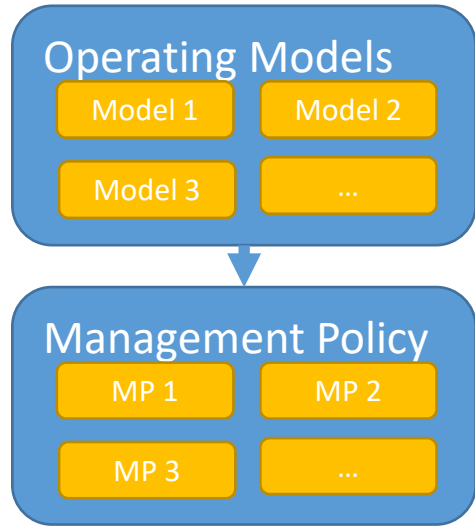 Operating Models
Model 1 Model 2
Model 3 ...
Management Policy
MP 1 MP 2
MP 3 ...